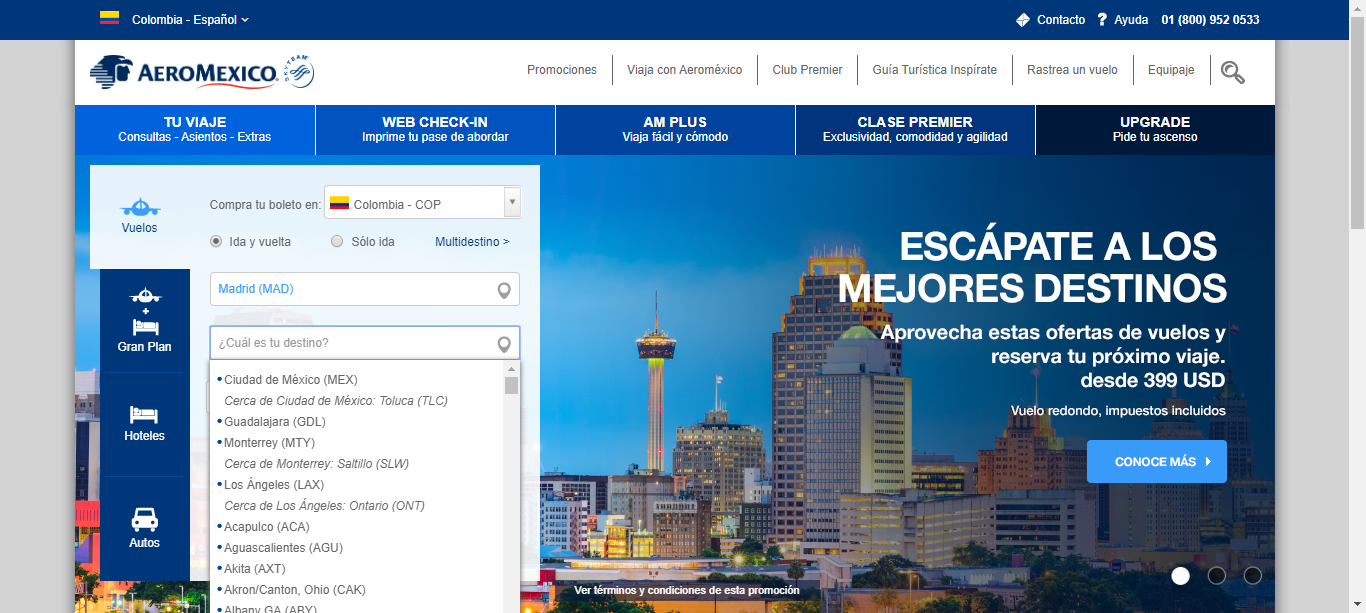 Colombia - Español
Contacto
Ayuda
01 (800) 952 0533
AEROMEXICO.
SKYTEAM
Promociones
Viaja con Aeroméxico
Club Premier
Guía Turística Inspírate
Rastrea un vuelo
Equipaje
TU VIAJE
Consultas - Asientos - Extras
WEB CHECK-IN
Imprime tu pase de abordar
AM PLUS
Viaja fácil y cómodo
CLASE PREMIER
Exclusividad, comodidad y agilidad
UPGRADE
Pide tu ascenso
Vuelos
+
Gran Plan
Hoteles
Autos
Compra tu boleto en:
Colombia - COP
Ida y vuelta
Sólo ida
Multidestino >
Madrid (MAD)
¿Cuál es tu destino?
Ciudad de México (MEX)
Cerca de Ciudad de México: Toluca (TLC)
Guadalajara (GDL)
Monterrey (MTY)
Cerca de Monterrey: Saltillo (SLW)
Los Ángeles (LAX)
Cerca de Los Ángeles: Ontario (ONT)
Acapulco (ACA)
Aguascalientes (AGU)
Akita (AXT)
Akron/Canton, Ohio (CAK)
Albany GA (ABY)
ESCÁPATE A LOS
MEJORES DESTINOS
Aprovecha estas ofertas de vuelos y
reserva tu próximo viaje.
desde 399 USD
Vuelo redondo, impuestos incluidos
CONOCE MÁS
Ver términos y condiciones de esta promoción